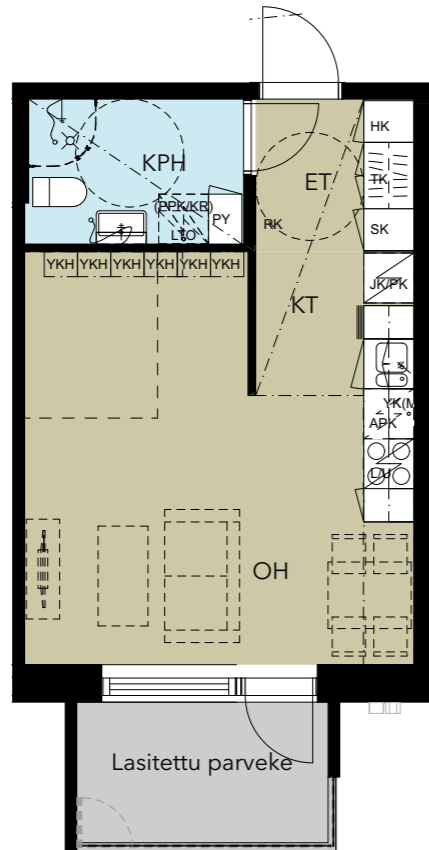 HK
KPH
ET
TK
(PPK/KR)
PY
RK
SK
LTO
YKH YKH YKH YKH YKH YKH
JK/PK
KT
YK(M
APK
L/U
OH
Lasitettu parveke